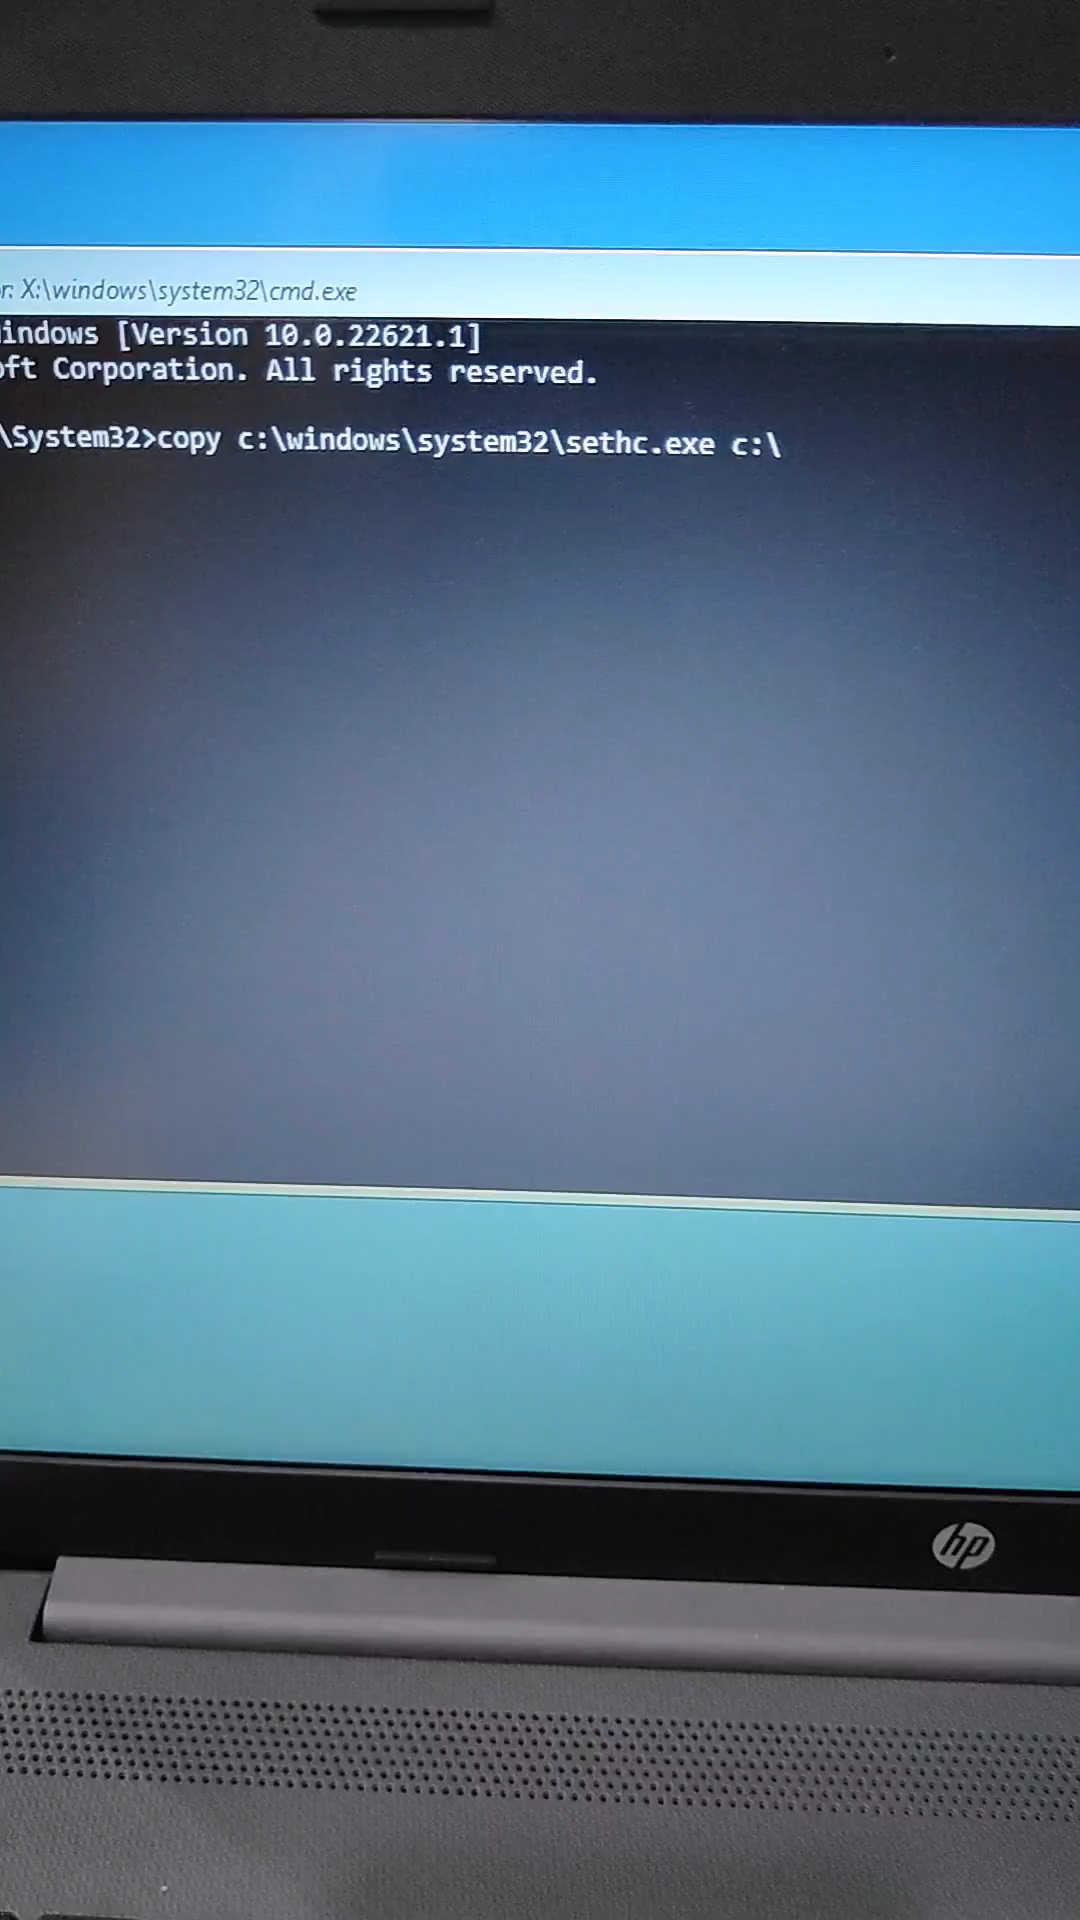 r: X:\windows\system32\cmd.exe
indows [Version 10.0.22621.1]
oft Corporation. All rights reserved.
\System32>copy c:\windows\system32\sethc.exe c:\
hp